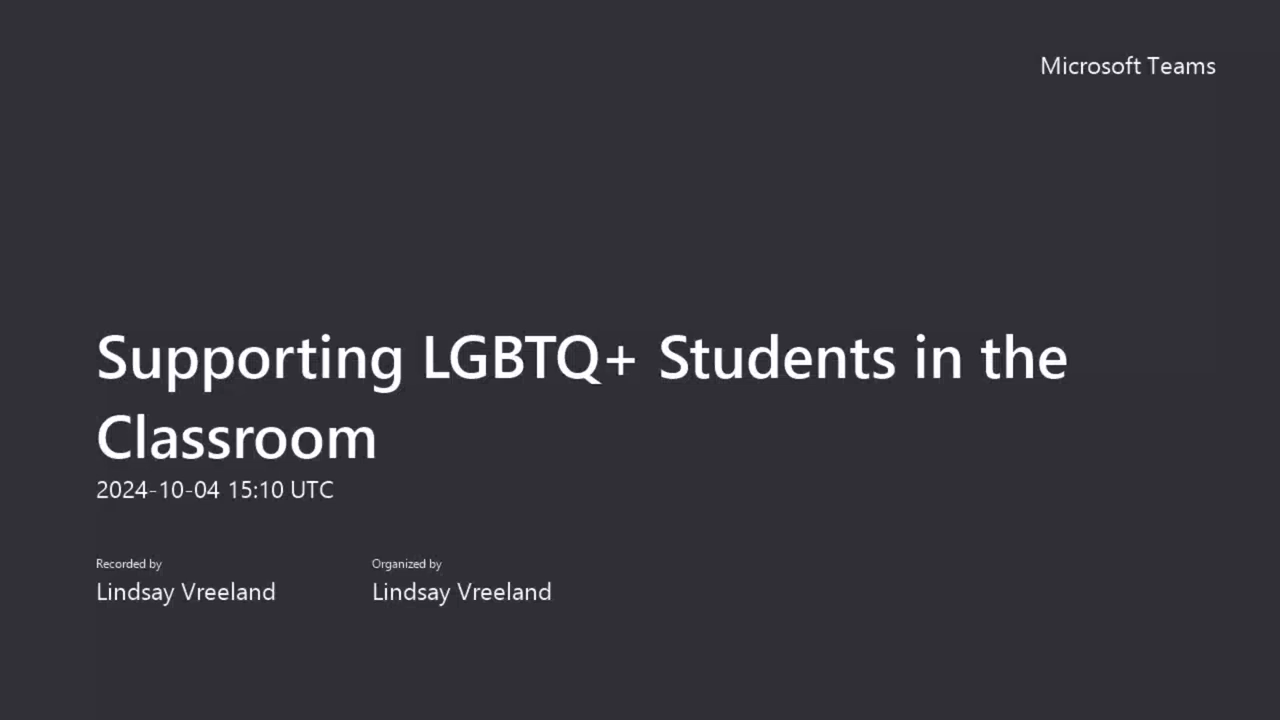 Microsoft Teams
Supporting LGBTQ+ Students in the
Classroom
2024-10-04 15:10 UTC
Recorded by
Organized by
Lindsay Vreeland
Lindsay Vreeland